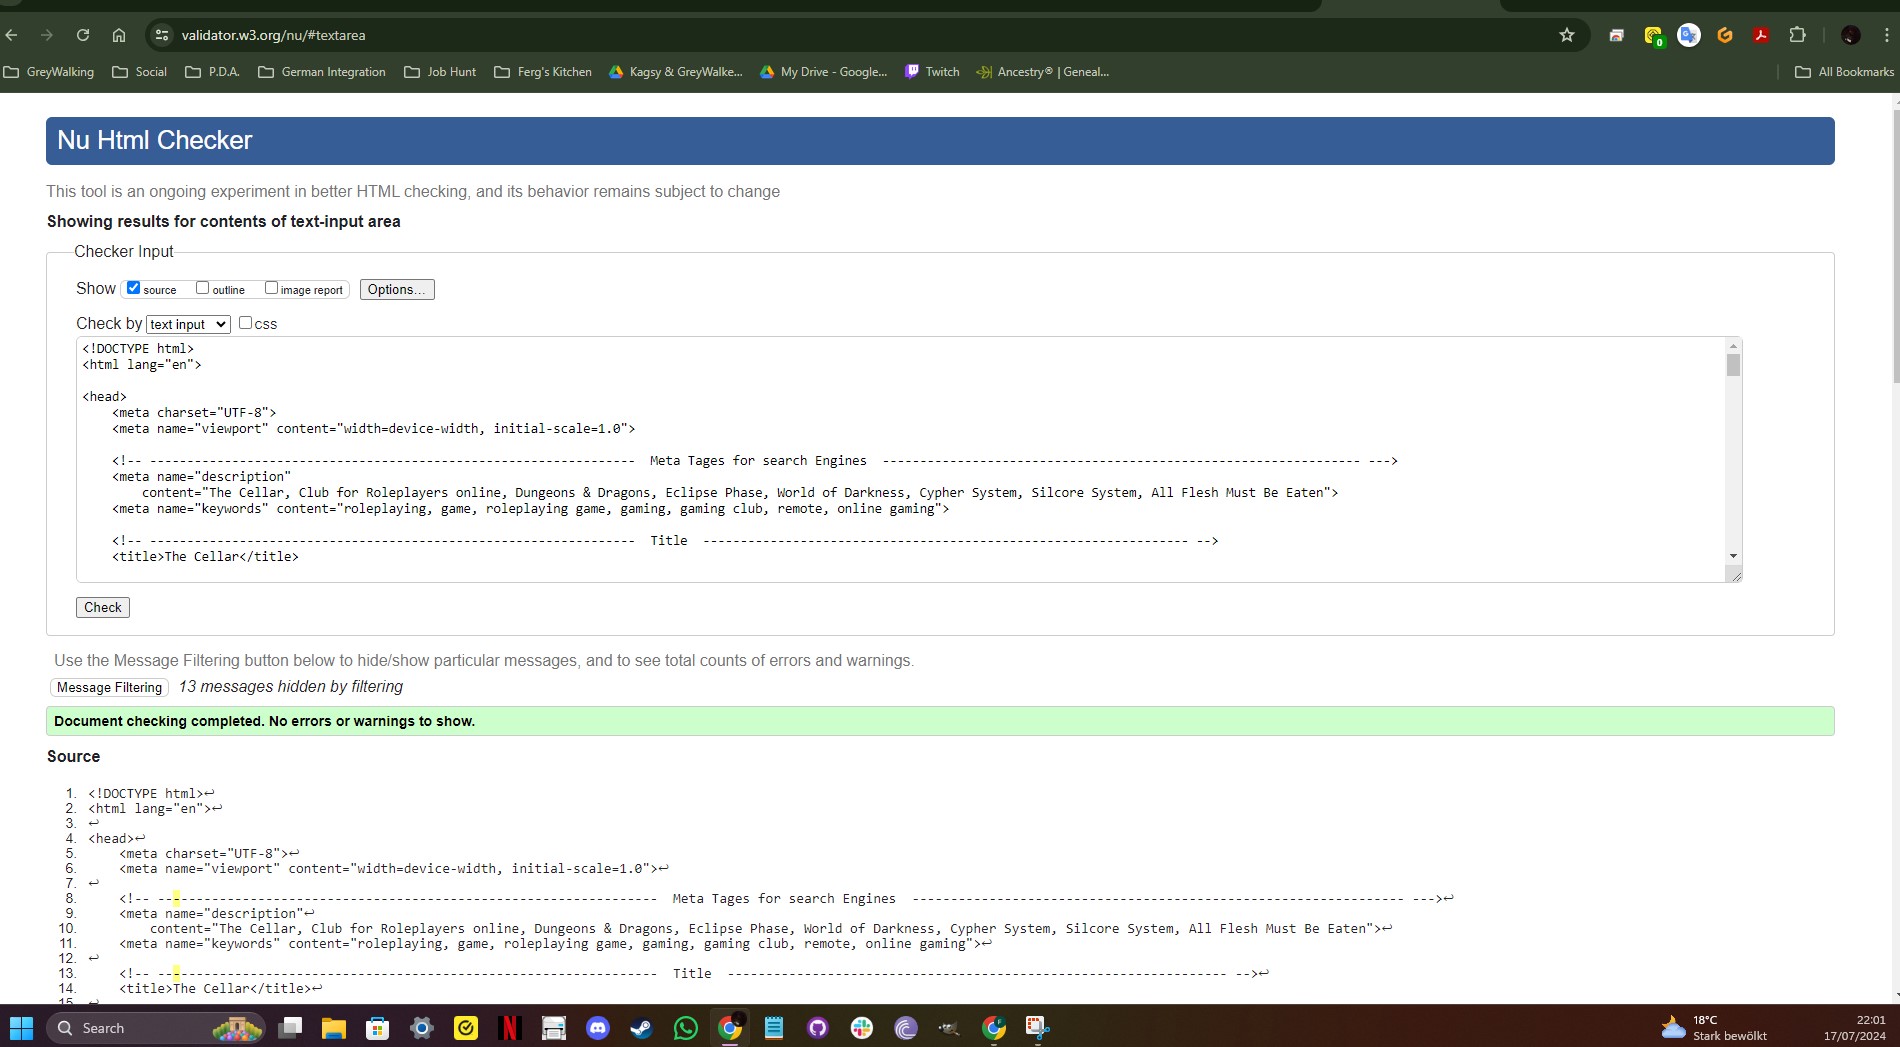 validator.w3.org/nu/#textarea
0
GreyWalking Social P.D.A. German Integration Job Hunt Ferg's Kitchen Kagsy & GreyWalke... My Drive - Google... Twitch Ancestry® | Geneal... All Bookmarks
Nu Html Checker
This tool is an ongoing experiment in better HTML checking, and its behavior remains subject to change
Showing results for contents of text-input area
Checker Input
Show source outline image report Options...
Check by text input css
<!DOCTYPE html>
<html lang="en">
<head>
<meta charset="UTF-8">
<meta name="viewport" content="width=device-width, initial-scale=1.0">
<!-- ----------------------------------------------------------------- Meta Tages for search Engines ---------------------------------------------------------------- --->
<meta name="description"
content="The Cellar, Club for Roleplayers online, Dungeons & Dragons, Eclipse Phase, World of Darkness, Cypher System, Silcore System, All Flesh Must Be Eaten">
<meta name="keywords" content="roleplaying, game, roleplaying game, gaming, gaming club, remote, online gaming">
<!-- ----------------------------------------------------------------- Title ----------------------------------------------------------------- -->
<title>The Cellar</title>
Check
Use the Message Filtering button below to hide/show particular messages, and to see total counts of errors and warnings.
Message Filtering 13 messages hidden by filtering
Document checking completed. No errors or warnings to show.
Source
1. <!DOCTYPE html>↩
2. <html lang="en">↩
3. ↩
4. <head>↩
5. <meta charset="UTF-8">↩
6. <meta name="viewport" content="width=device-width, initial-scale=1.0">↩
7. ↩
8. <!-- ----------------------------------------------------------------- Meta Tages for search Engines ---------------------------------------------------------------- --->↩
9. <meta name="description"↩
10. content="The Cellar, Club for Roleplayers online, Dungeons & Dragons, Eclipse Phase, World of Darkness, Cypher System, Silcore System, All Flesh Must Be Eaten">↩
11. <meta name="keywords" content="roleplaying, game, roleplaying game, gaming, gaming club, remote, online gaming">↩
12. ↩
13. <!-- ----------------------------------------------------------------- Title ----------------------------------------------------------------- -->↩
14. <title>The Cellar</title>↩
15. ↩
Search
18°C
Stark bewölkt
22:01
17/07/2024